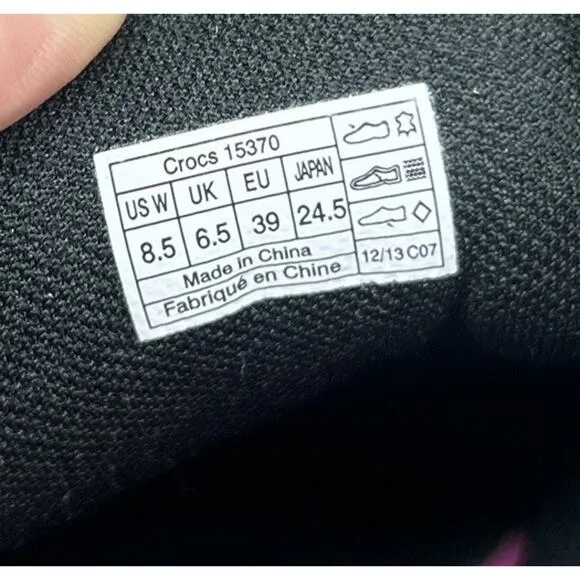 Crocs 15370
US W UK EU JAPAN
8.5 6.5 39 24.5
Made in China
Fabriqué en Chine
12/13 C07